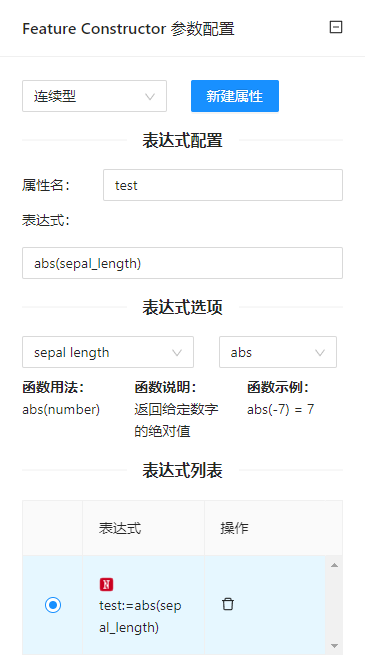 Feature Constructor 参数配置
连续型
新建属性
表达式配置
属性名：
test
表达式：
abs(sepal_length)
表达式选项
sepal length
abs
函数用法：
abs(number)
函数说明：
返回给定数字
的绝对值
函数示例：
abs(-7) = 7
表达式列表
表达式
操作
N
test:=abs(sep
al_length)